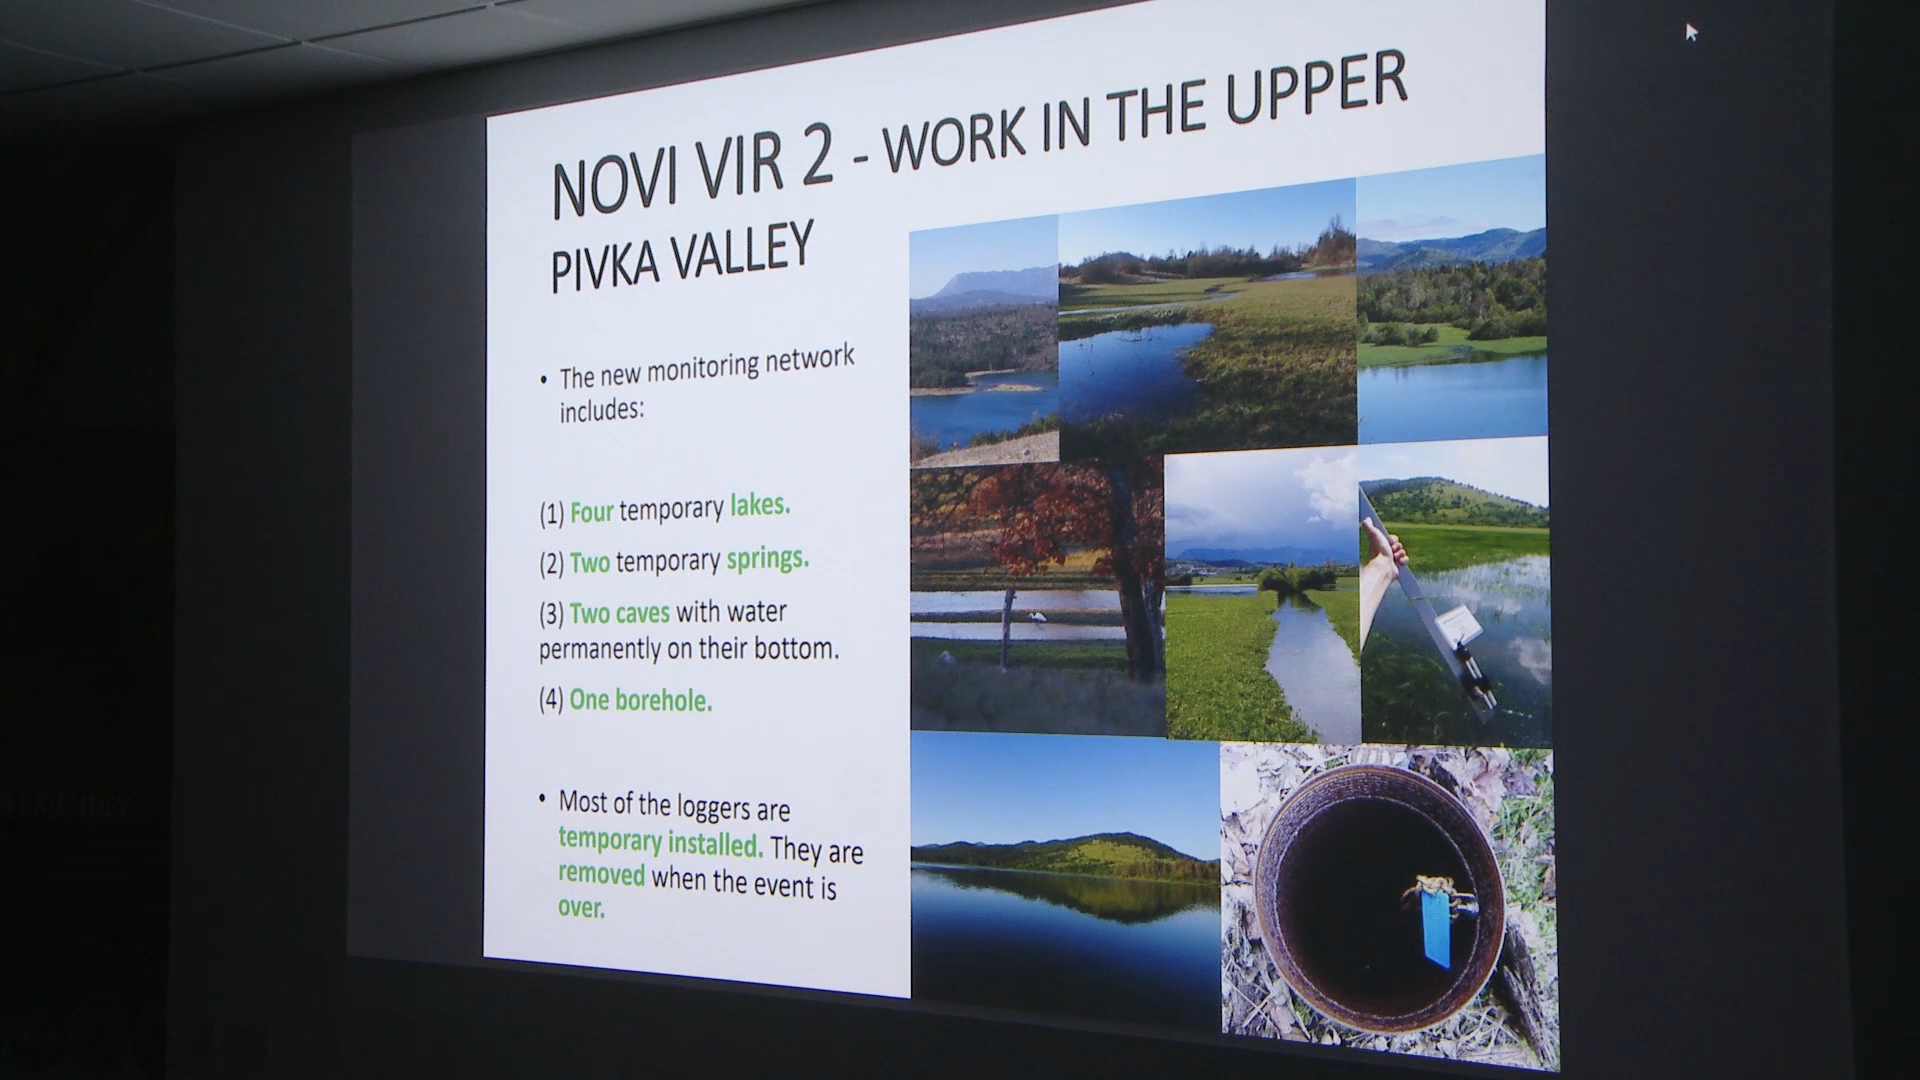 NOVI VIR 2 - WORK IN THE UPPER
PIVKA VALLEY
• The new monitoring network
includes:
(1) Four temporary lakes.
(2) Two temporary springs.
(3) Two caves with water
permanently on their bottom.
(4) One borehole.
• Most of the loggers are
temporary installed. They are
removed when the event is
over.